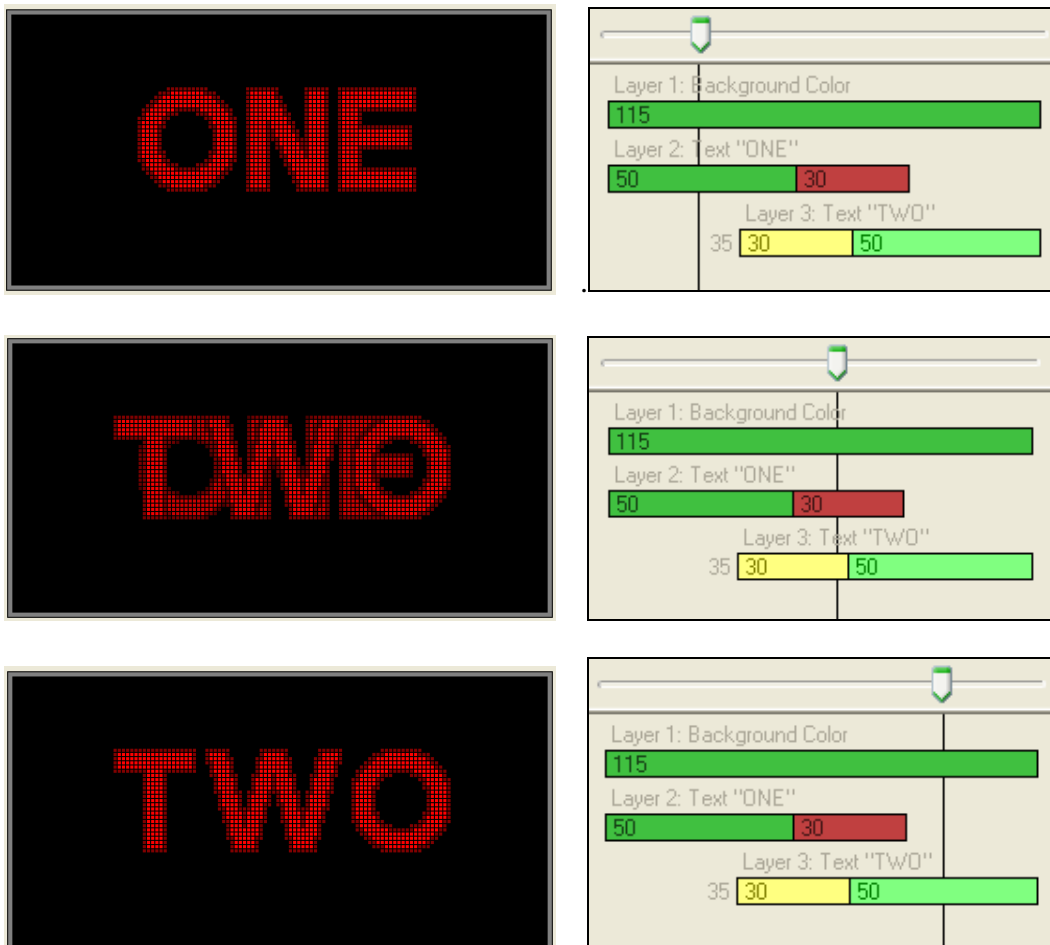 ONE
Layer 1: Background Color
115
Layer 2: Text "ONE"
50 30
Layer 3: Text "TWO"
35 30 50
.
TWO
ONE
Layer 1: Background Color
115
Layer 2: Text "ONE"
50 30
Layer 3: Text "TWO"
35 30 50
TWO
Layer 1: Background Color
115
Layer 2: Text "ONE"
50 30
Layer 3: Text "TWO"
35 30 50